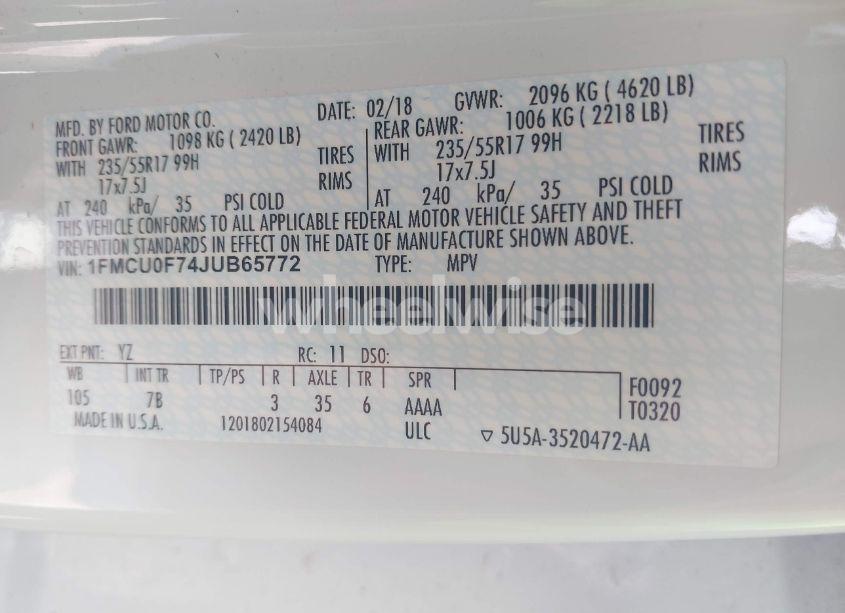 MFD. BY FORD MOTOR CO. DATE: 02/18 GVWR: 2096 KG ( 4620 LB)
FRONT GAWR: 1098 KG ( 2420 LB) REAR GAWR: 1006 KG ( 2218 LB)
WITH 235/55R17 99H TIRES WITH 235/55R17 99H TIRES
17x7.5J RIMS 17x7.5J RIMS
AT 240 kPa/ 35 PSI COLD AT 240 kPa/ 35 PSI COLD
THIS VEHICLE CONFORMS TO ALL APPLICABLE FEDERAL MOTOR VEHICLE SAFETY AND THEFT
PREVENTION STANDARDS IN EFFECT ON THE DATE OF MANUFACTURE SHOWN ABOVE.
VIN: 1FMCU0F74JUB65772 TYPE: MPV
wheelwise
EXT PNT: YZ RC: 11 DSO:
WB INT TR TP/PS R AXLE TR SPR F0092
105 7B 3 35 6 AAAA T0320
MADE IN U.S.A. 1201802154084 ULC 5U5A-3520472-AA